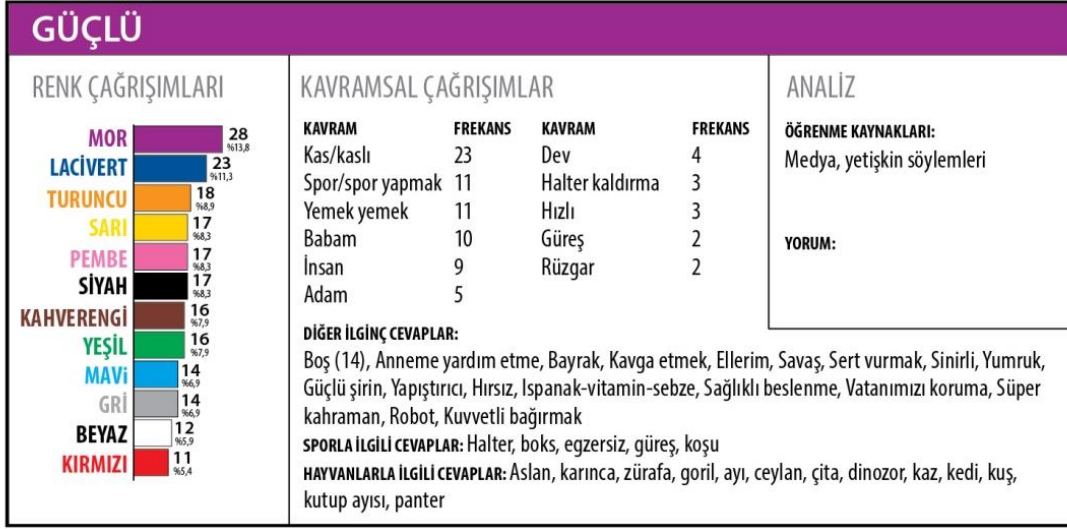 GÜÇLÜ
RENK ÇAĞRIŞIMLARI
MOR 28 %13,8
LACİVERT 23 %11,3
TURUNCU 18 %8,9
SARI 17 %8,3
PEMBE 17 %8,3
SİYAH 17 %8,3
KAHVERENGİ 16 %7,9
YEŞİL 16 %7,9
MAVi 14 %6,9
GRİ 14 %6,9
BEYAZ 12 %5,9
KIRMIZI 11 %5,4
KAVRAMSAL ÇAĞRIŞIMLAR
KAVRAM FREKANS KAVRAM FREKANS
Kas/kaslı 23 Dev 4
Spor/spor yapmak 11 Halter kaldırma 3
Yemek yemek 11 Hızlı 3
Babam 10 Güreş 2
İnsan 9 Rüzgar 2
Adam 5
DİĞER İLGİNÇ CEVAPLAR:
Boş (14), Anneme yardım etme, Bayrak, Kavga etmek, Ellerim, Savaş, Sert vurmak, Sinirli, Yumruk,
Güçlü şirin, Yapıştırıcı, Hırsız, Ispanak-vitamin-sebze, Sağlıklı beslenme, Vatanımızı koruma, Süper
kahraman, Robot, Kuvvetli bağırmak
SPORLA İLGİLİ CEVAPLAR: Halter, boks, egzersiz, güreş, koşu
HAYVANLARLA İLGİLİ CEVAPLAR: Aslan, karınca, zürafa, goril, ayı, ceylan, çita, dinozor, kaz, kedi, kuş,
kutup ayısı, panter
ANALİZ
ÖĞRENME KAYNAKLARI:
Medya, yetişkin söylemleri
YORUM: